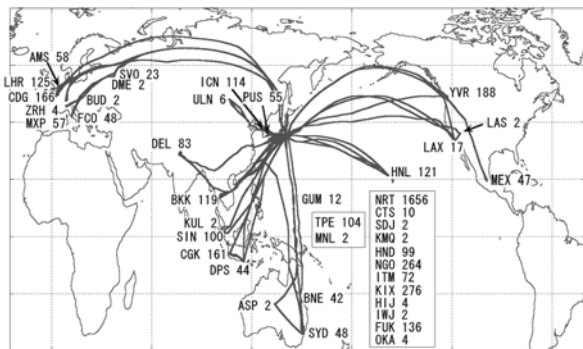 AMS 58
SVO 23
DME 2
LHR 125
CDG 166
BUD 2
ZRH 4
MXP 57
FCO 48
ICN 114
PUS 55
ULN 6
DEL 83
YVR 188
LAS 2
LAX 17
HNL 121
MEX 47
BKK 119
GUM 12
TPE 104
MNL 2
KUL 2
SIN 100
CGK 161
DPS 44
ASP 2
BNE 42
SYD 48
NRT 1656
CTS 10
SDJ 2
KMQ 2
HND 99
NGO 264
ITM 72
KIX 276
HIJ 4
IWJ 2
FUK 136
OKA 4